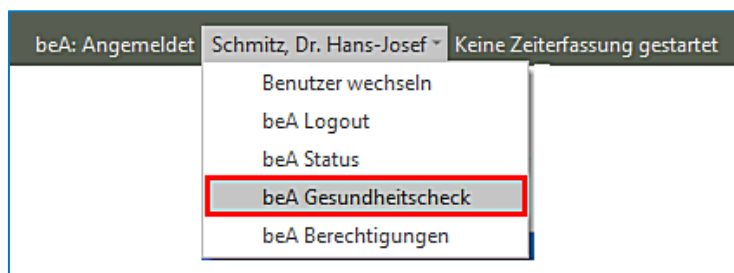 beA: Angemeldet Schmitz, Dr. Hans-Josef Keine Zeiterfassung gestartet
Benutzer wechseln
beA Logout
beA Status
beA Gesundheitscheck
beA Berechtigungen